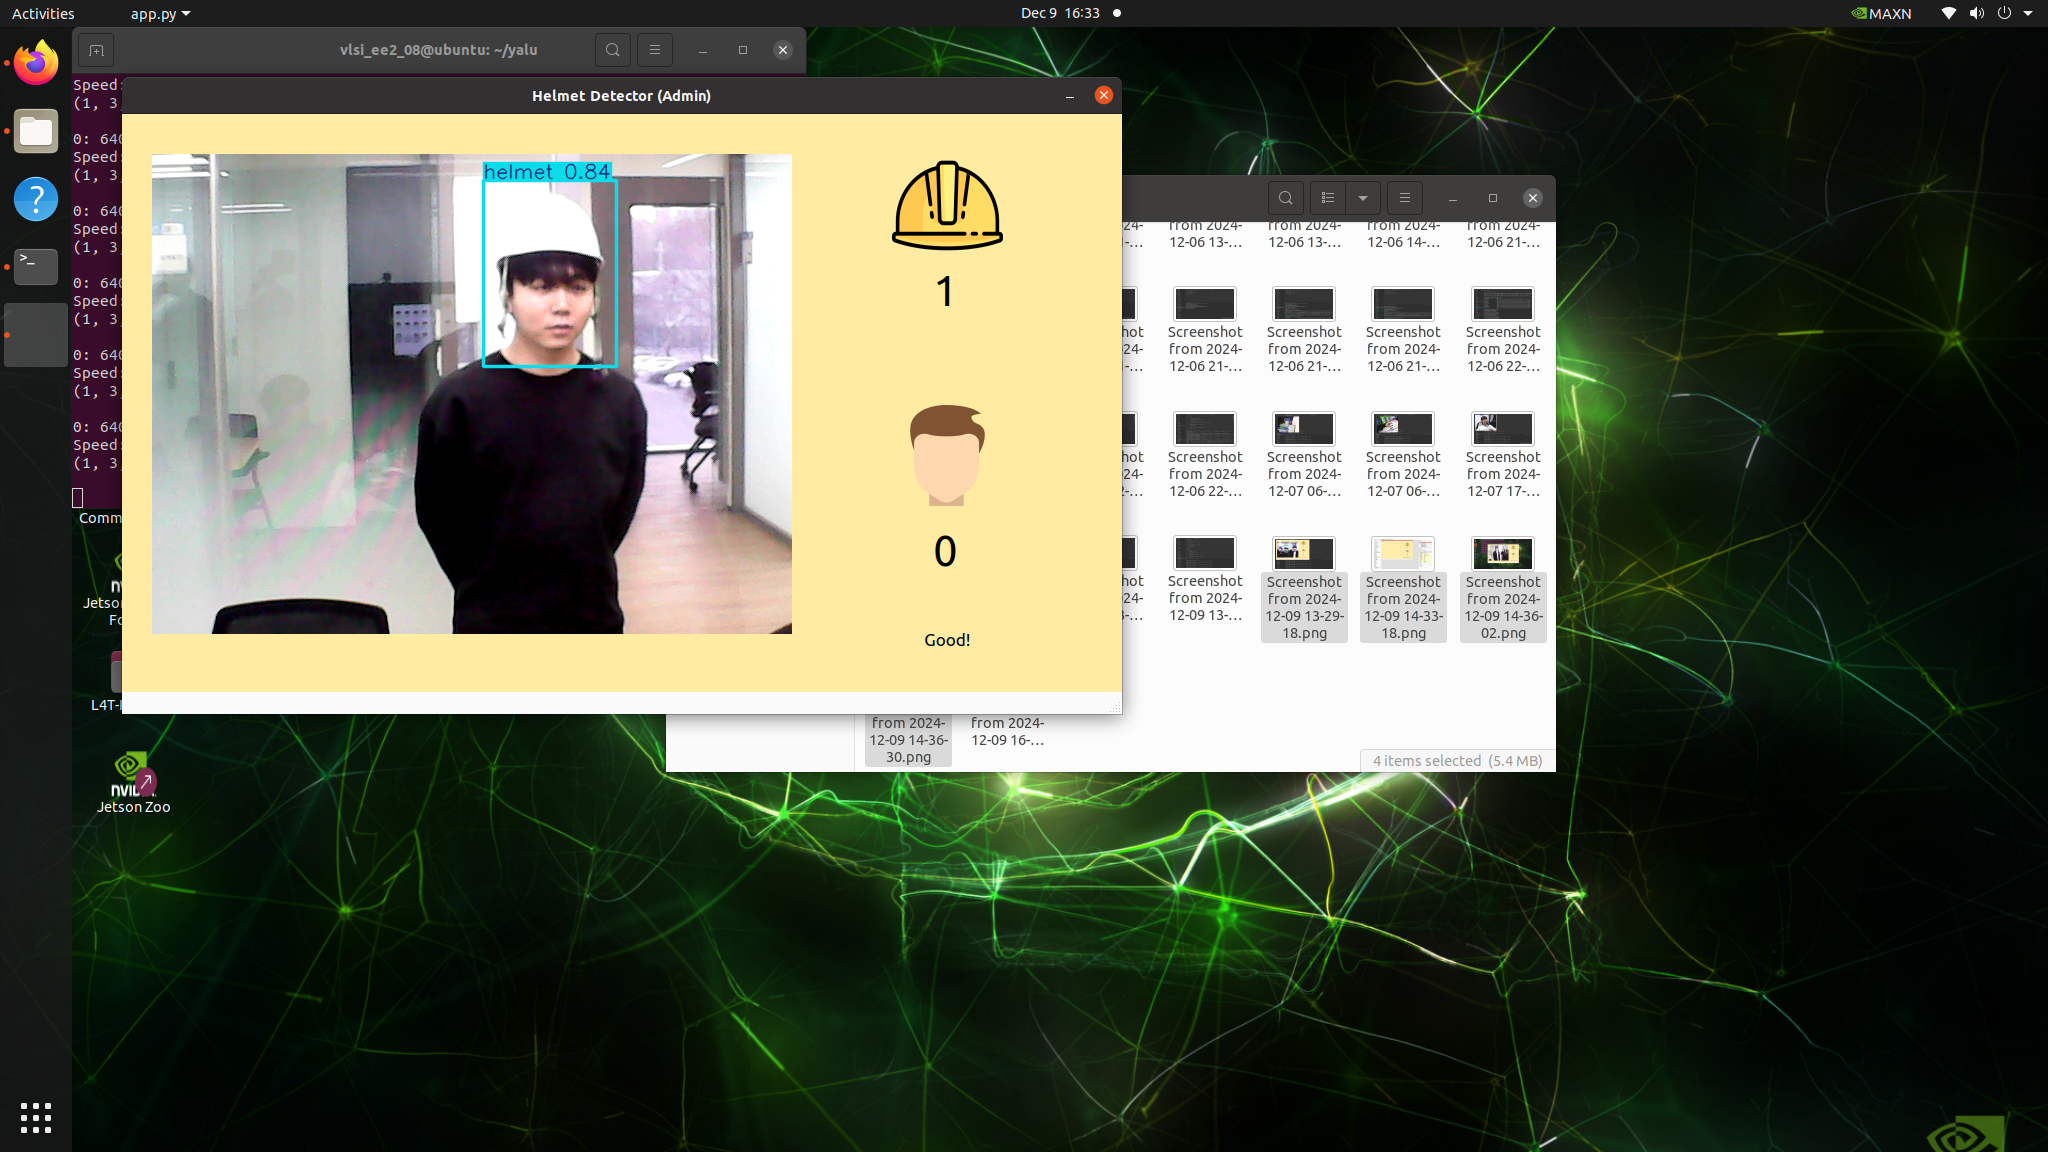 Activities
app.py
Dec 9 16:33
MAXN
vlsi_ee2_08@ubuntu: ~/yalu
Speed:
(1, 3
0: 640
Speed:
(1, 3
0: 640
Speed:
(1, 3
0: 640
Speed:
(1, 3
0: 640
Speed:
(1, 3
0: 640
Speed:
(1, 3
Helmet Detector (Admin)
helmet 0.84
1
0
Good!
from 2024-
12-06 13-...
from 2024-
12-06 13-...
from 2024-
12-06 14-...
from 2024-
12-06 21-...
Screenshot
from 2024-
12-06 21-...
Screenshot
from 2024-
12-06 21-...
Screenshot
from 2024-
12-06 21-...
Screenshot
from 2024-
12-06 22-...
Screenshot
from 2024-
12-06 22-...
Screenshot
from 2024-
12-07 06-...
Screenshot
from 2024-
12-07 06-...
Screenshot
from 2024-
12-07 17-...
Screenshot
from 2024-
12-09 13-...
Screenshot
from 2024-
12-09 13-29-
18.png
Screenshot
from 2024-
12-09 14-33-
18.png
Screenshot
from 2024-
12-09 14-36-
02.png
from 2024-
12-09 14-36-
30.png
from 2024-
12-09 16-...
4 items selected (5.4 MB)
Comm
Jetson
Fo
L4T-
Jetson Zoo